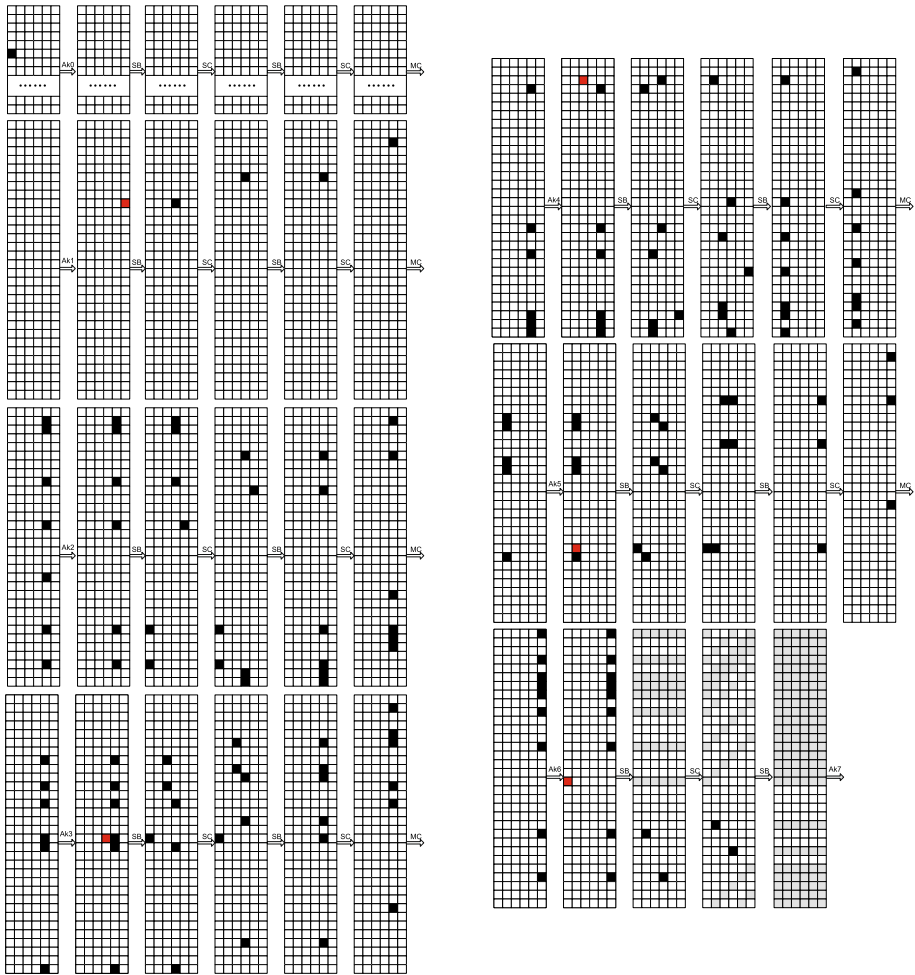 Ak0 SB SC SB SC MC
...... ...... ...... ...... ...... ......
Ak1 SB SC SB SC MC
Ak2 SB SC SB SC MC
Ak3 SB SC SB SC MC
Ak4 SB SC SB SC MC
Ak5 SB SC SB SC MC
Ak6 SB SC SB Ak7